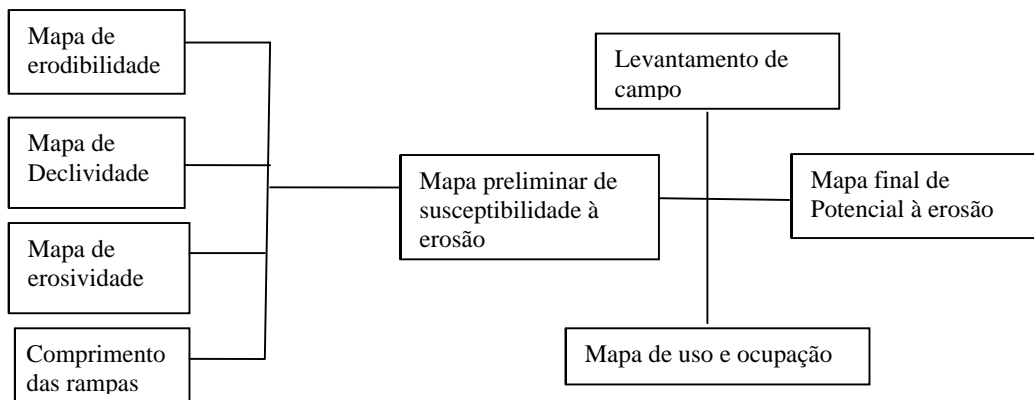 Mapa de
erodibilidade
Mapa de
Declividade
Mapa de
erosividade
Comprimento
das rampas
Mapa preliminar de
susceptibilidade à
erosão
Levantamento de
campo
Mapa de uso e ocupação
Mapa final de
Potencial à erosão